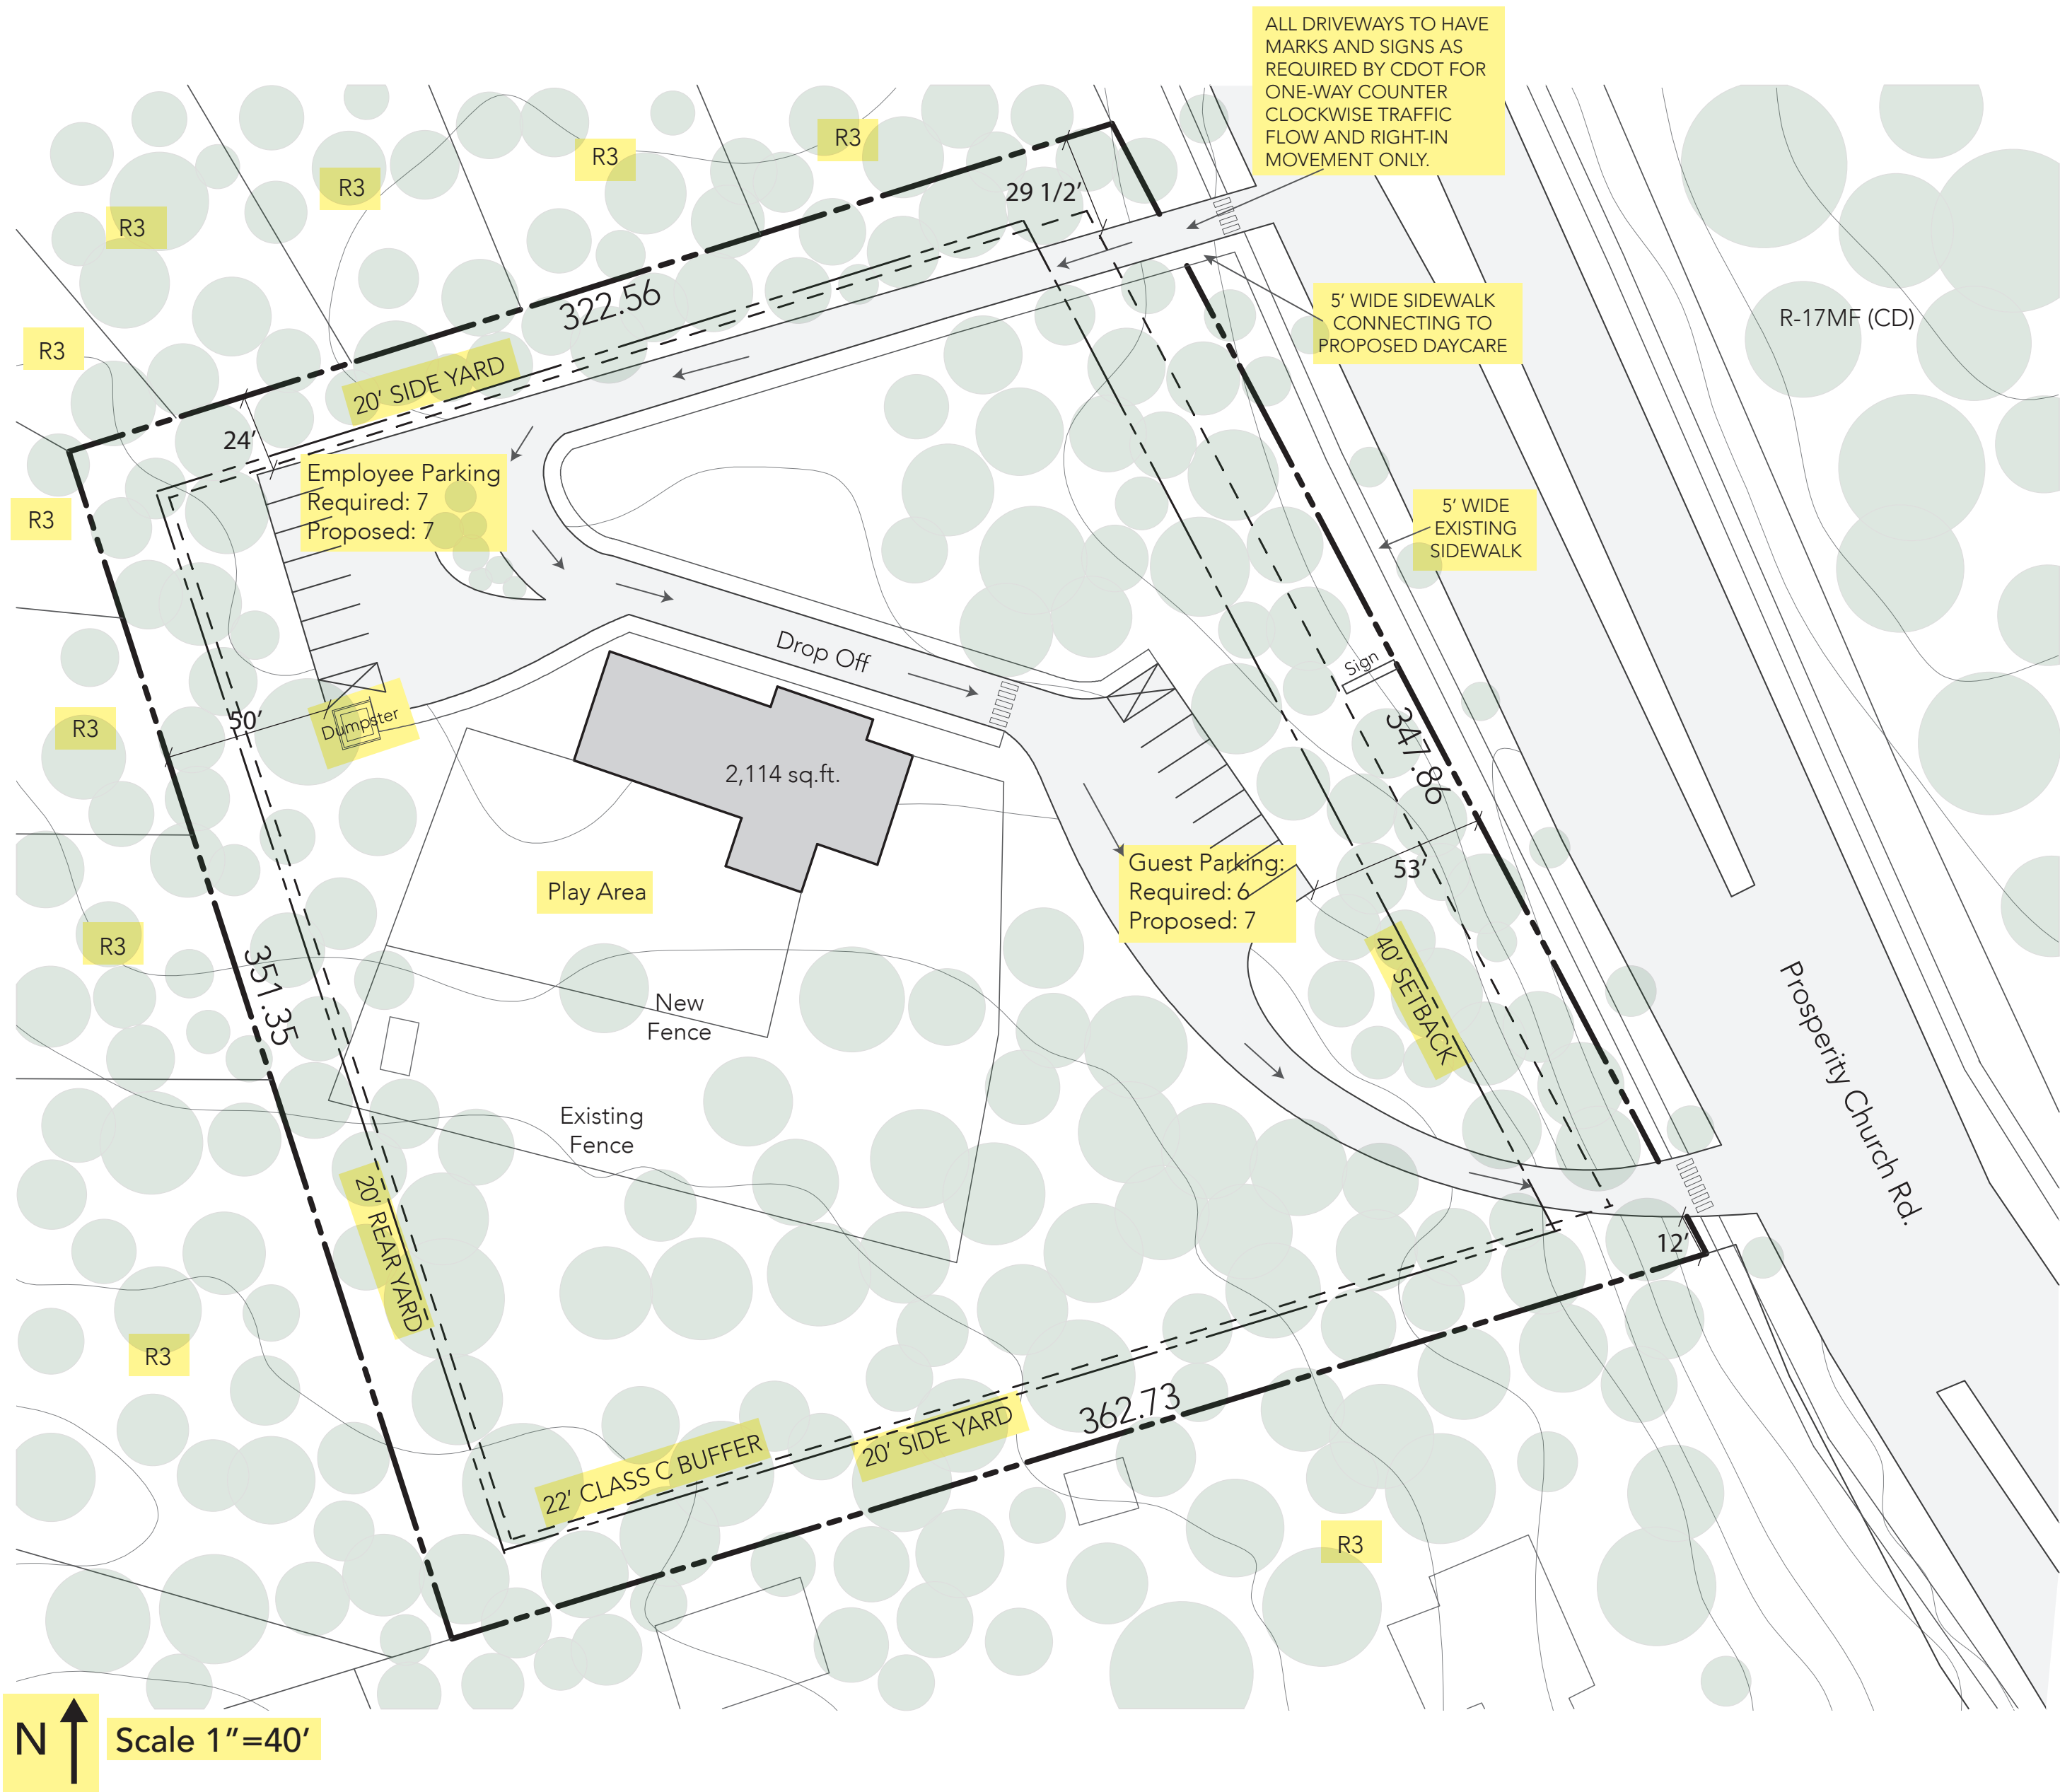 ALL DRIVEWAYS TO HAVE
MARKS AND SIGNS AS
REQUIRED BY CDOT FOR
ONE-WAY COUNTER
CLOCKWISE TRAFFIC
FLOW AND RIGHT-IN
MOVEMENT ONLY.
R3
R3
R3
R3
29 1/2’
322.56
5’ WIDE SIDEWALK
CONNECTING TO
PROPOSED DAYCARE
R-17MF (CD)
R3
20’ SIDE YARD
24’
Employee Parking
Required: 7
Proposed: 7
R3
5’ WIDE
EXISTING
SIDEWALK
Drop Off
Sign
R3
50’
Dumpster
2,114 sq.ft.
347.86
Guest Parking:
Required: 6
Proposed: 7
53’
Play Area
R3
351.35
40’ SETBACK
New
Fence
Prosperity Church Rd.
Existing
Fence
20’ REAR YARD
12’
R3
362.73
20’ SIDE YARD
22’ CLASS C BUFFER
R3
N
Scale 1”=40’